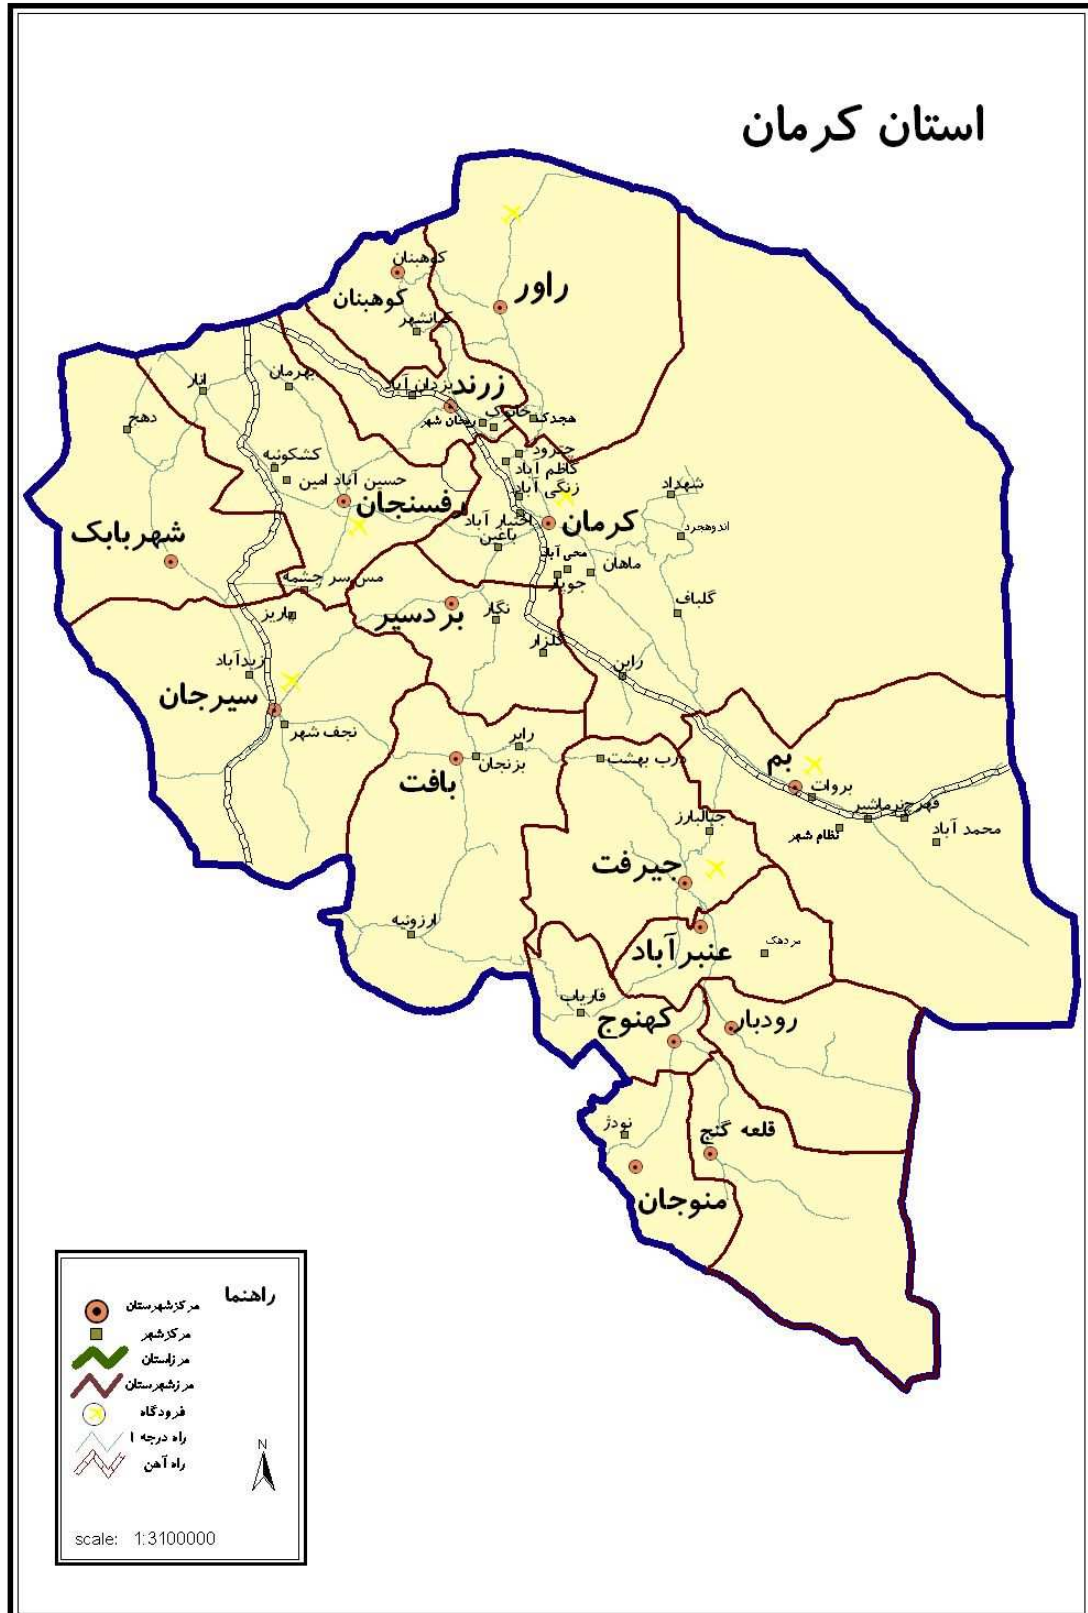 استان کرمان
کوهبنان
کوهبنان
راور
کیانشهر
زرند
یزدان آباد
بهرمان
انار
دهج
خانوک
ریحان شهر
هجدک
چترود
کاظم آباد
زنگی آباد
کشکوئیه
حسین آباد امین
رفسنجان
اختیار آباد
کرمان
شهداد
اندوهجرد
باغین
محی آباد
ماهان
جوپار
شهربابک
مس سر چشمه
پاریز
گلباف
بردسیر
نگار
گلزار
زیدآباد
راین
سیرجان
نجف شهر
رابر
بزنجان
بافت
درب بهشت
بم
بروات
نرماشیر
فهرج
نظام شهر
محمد آباد
جبالبارز
جیرفت
ارزوئیه
عنبرآباد
مردهک
فاریاب
کهنوج
رودبار
نودژ
قلعه گنج
منوجان
راهنما
مرکزشهرستان
مرکزشهر
مرزاستان
مرزشهرستان
فرودگاه
راه درجه ۱
راه آهن
N
scale: 1:3100000